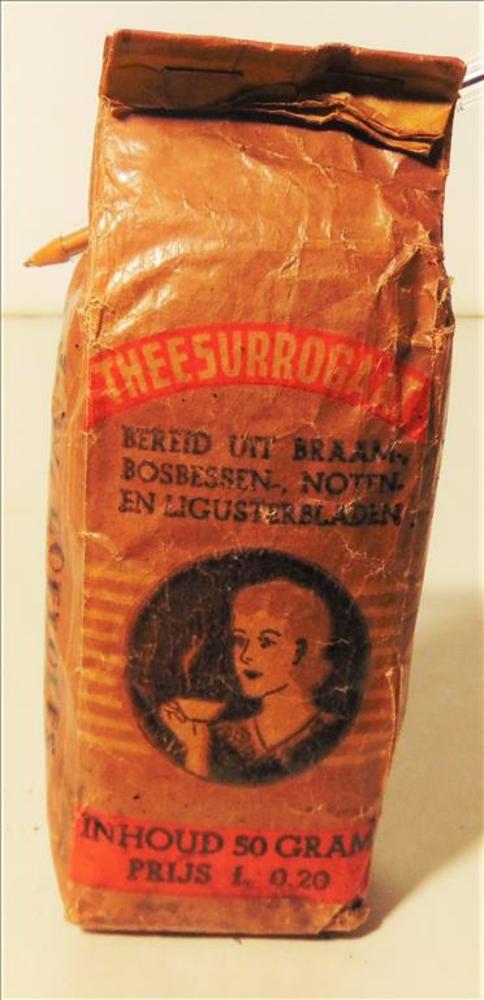 THEESURROGAAT
BEREID UIT BRAAM-,
BOSBESSEN-, NOTEN-
EN LIGUSTERBLADEN
INHOUD 50 GRAM
PRIJS f. 0.20